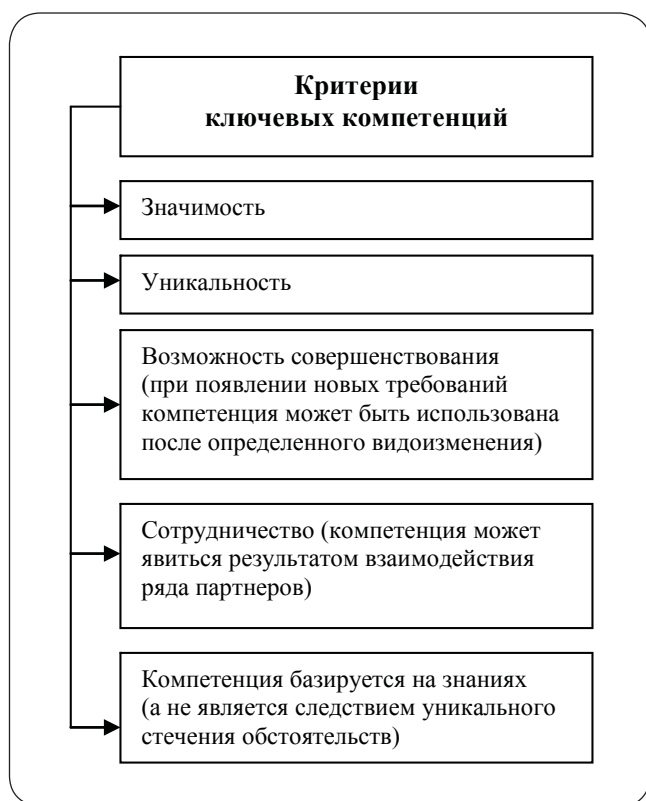 Критерии
ключевых компетенций
Значимость
Уникальность
Возможность совершенствования
(при появлении новых требований
компетенция может быть использована
после определенного видоизменения)
Сотрудничество (компетенция может
явиться результатом взаимодействия
ряда партнеров)
Компетенция базируется на знаниях
(а не является следствием уникального
стечения обстоятельств)